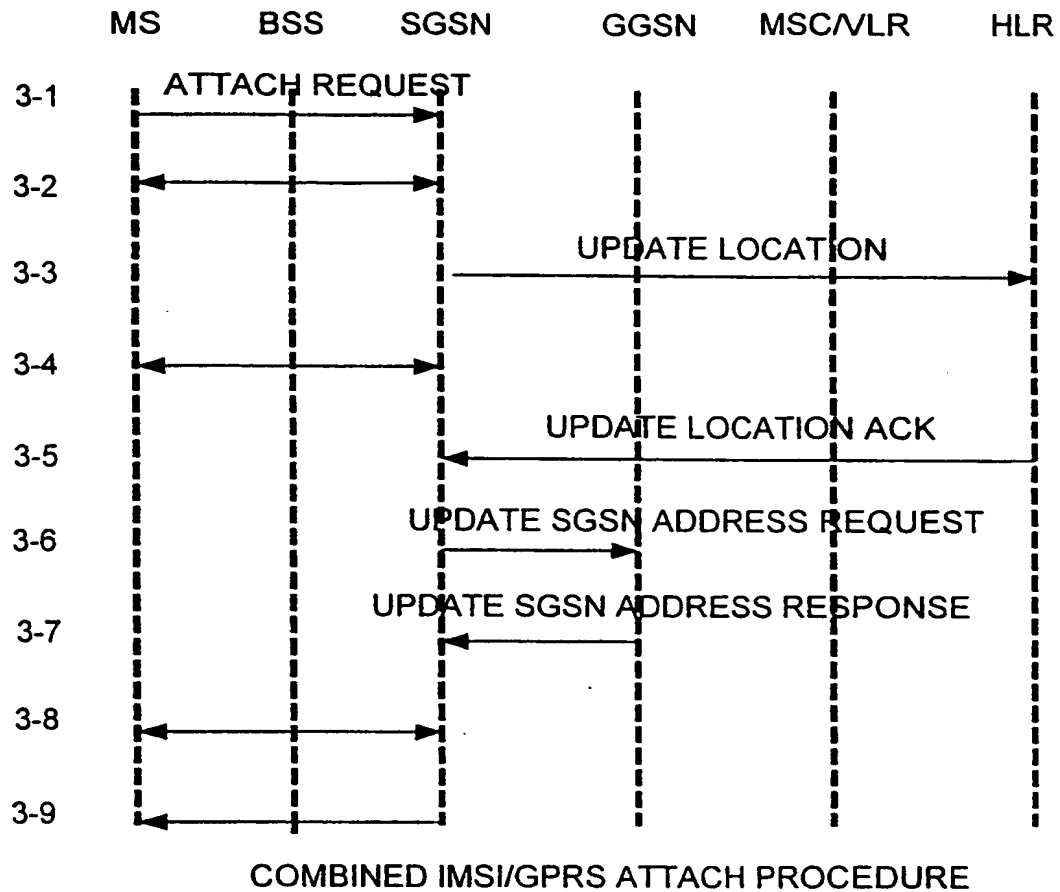 MS BSS SGSN GGSN MSC/VLR HLR
3-1 ATTACH REQUEST
3-2
3-3 UPDATE LOCATION
3-4
3-5 UPDATE LOCATION ACK
3-6 UPDATE SGSN ADDRESS REQUEST
3-7 UPDATE SGSN ADDRESS RESPONSE
3-8
3-9
COMBINED IMSI/GPRS ATTACH PROCEDURE